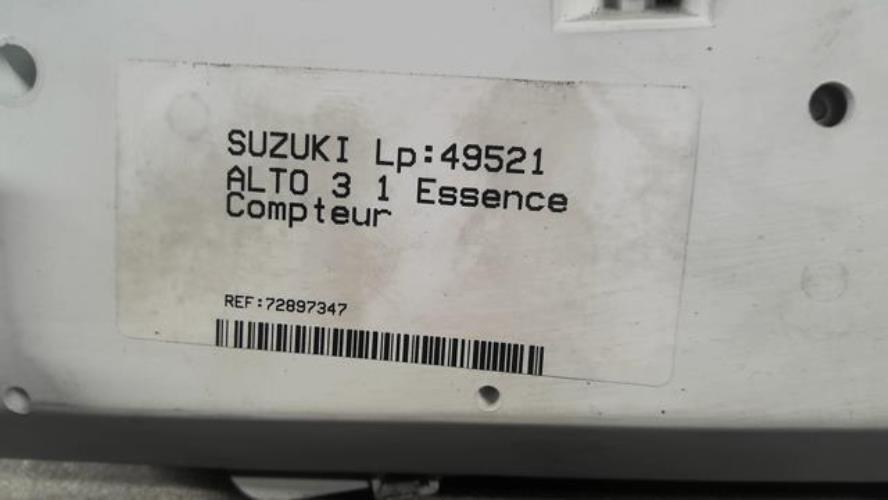 SUZUKI Lp:49521
ALTO 3 1 Essence
Compteur
REF:72897347